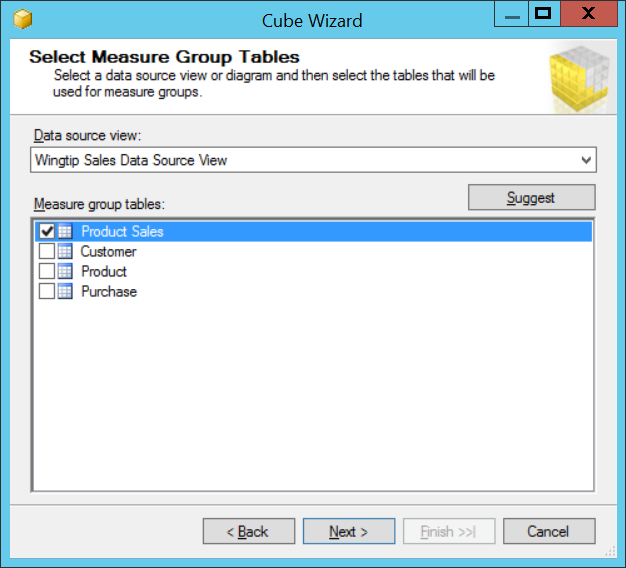 Cube Wizard
Select Measure Group Tables
Select a data source view or diagram and then select the tables that will be
used for measure groups.
Data source view:
Wingtip Sales Data Source View
Suggest
Measure group tables:
Product Sales
Customer
Product
Purchase
< Back Next > Finish >>| Cancel